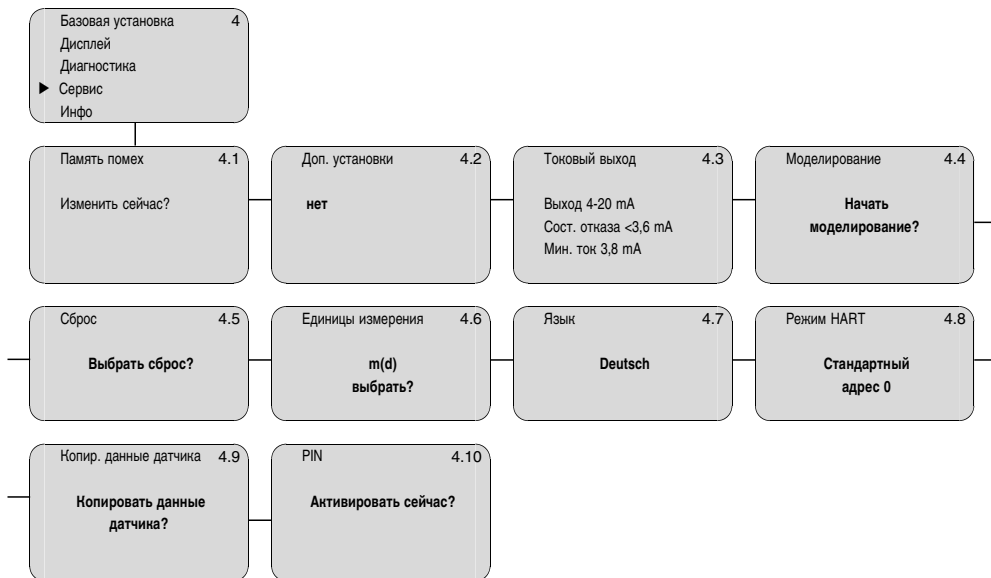 Базовая установка 4
Дисплей
Диагностика
Сервис
Инфо
Память помех 4.1
Изменить сейчас?
Доп. установки 4.2
нет
Токовый выход 4.3
Выход 4-20 mA
Сост. отказа <3,6 mA
Мин. ток 3,8 mA
Моделирование 4.4
Начать
моделирование?
Сброс 4.5
Выбрать сброс?
Единицы измерения 4.6
m(d)
выбрать?
Язык 4.7
Deutsch
Режим HART 4.8
Стандартный
адрес 0
Копир. данные датчика 4.9
Копировать данные
датчика?
PIN 4.10
Активировать сейчас?